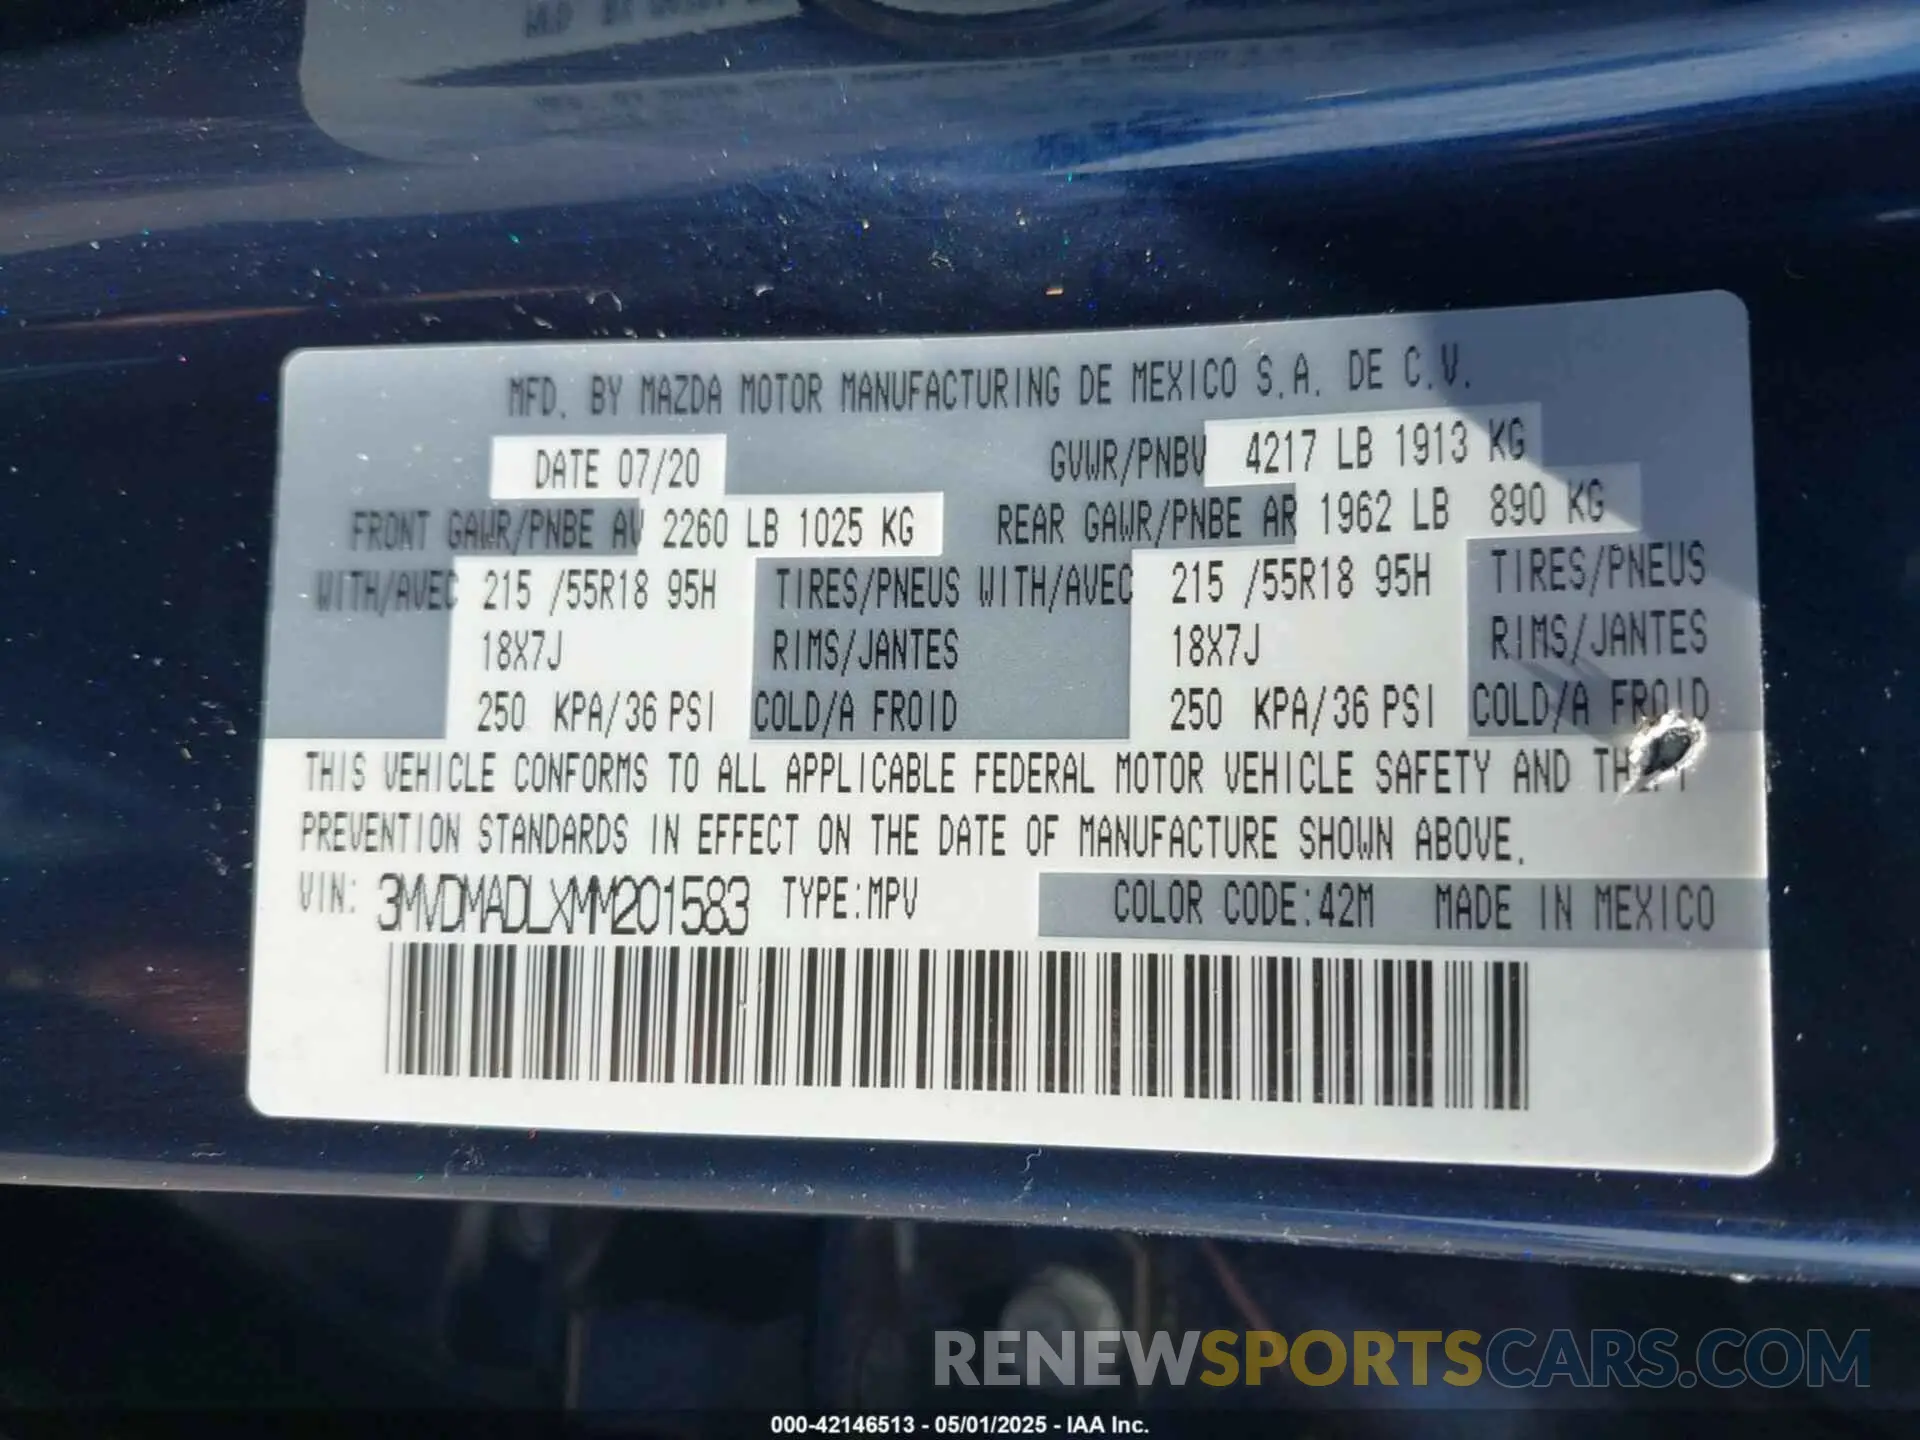 MFD. BY MAZDA MOTOR MANUFACTURING DE MEXICO S.A. DE C.V.
DATE 07/20 GVWR/PNBV 4217 LB 1913 KG
FRONT GAWR/PNBE AV 2260 LB 1025 KG REAR GAWR/PNBE AR 1962 LB 890 KG
WITH/AVEC 215 /55R18 95H TIRES/PNEUS WITH/AVEC 215 /55R18 95H TIRES/PNEUS
18X7J RIMS/JANTES 18X7J RIMS/JANTES
250 KPA/36 PSI COLD/A FROID 250 KPA/36 PSI COLD/A FROID
THIS VEHICLE CONFORMS TO ALL APPLICABLE FEDERAL MOTOR VEHICLE SAFETY AND THEFT
PREVENTION STANDARDS IN EFFECT ON THE DATE OF MANUFACTURE SHOWN ABOVE.
VIN: 3MVDMADLXMM201583 TYPE:MPV COLOR CODE:42M MADE IN MEXICO
RENEWSPORTSCARS.COM
000-42146513 - 05/01/2025 - IAA Inc.